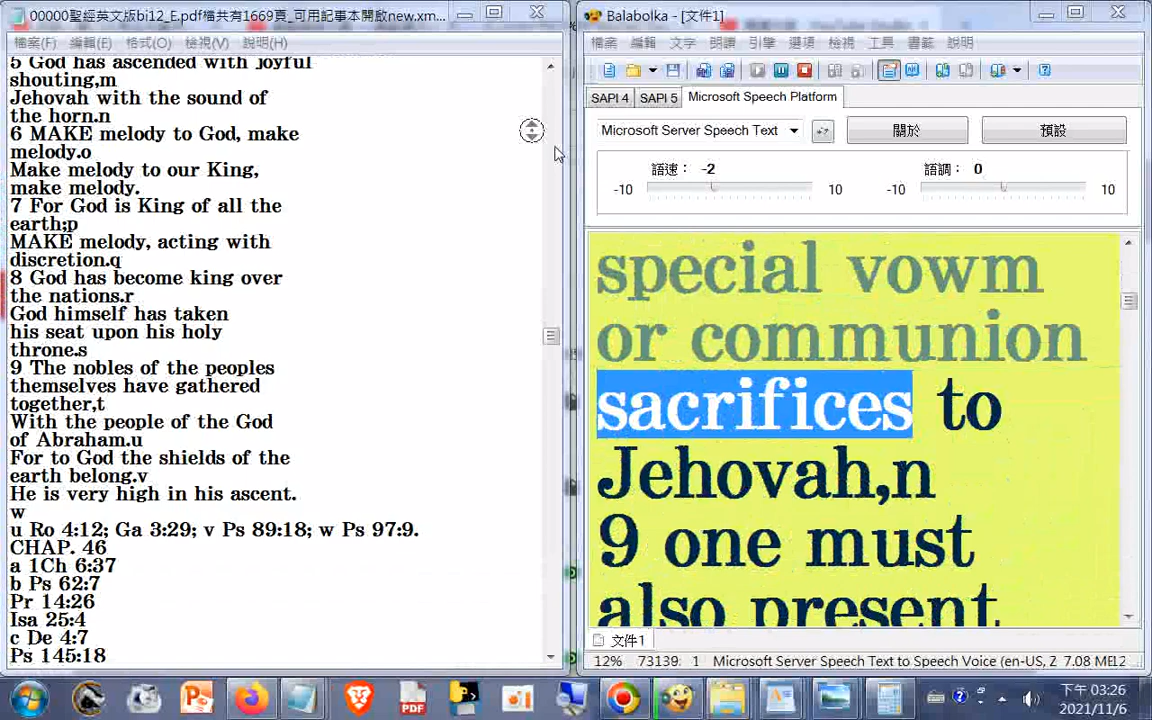 00000聖經英文版bi12_E.pdf檔共有1669頁_可用記事本開啟new.xm...
檔案(F) 編輯(E) 格式(O) 檢視(V) 說明(H)
5 God has ascended with joyful
shouting,m
Jehovah with the sound of
the horn.n
6 MAKE melody to God, make
melody.o
Make melody to our King,
make melody.
7 For God is King of all the
earth;p
MAKE melody, acting with
discretion.q
8 God has become king over
the nations.r
God himself has taken
his seat upon his holy
throne.s
9 The nobles of the peoples
themselves have gathered
together,t
With the people of the God
of Abraham.u
For to God the shields of the
earth belong.v
He is very high in his ascent.
w
u Ro 4:12; Ga 3:29; v Ps 89:18; w Ps 97:9.
CHAP. 46
a 1Ch 6:37
b Ps 62:7
Pr 14:26
Isa 25:4
c De 4:7
Ps 145:18
Balabolka - [文件1]
檔案 編輯 文字 朗讀 引擎 選項 檢視 工具 書籤 說明
SAPI 4 SAPI 5 Microsoft Speech Platform
Microsoft Server Speech Text 關於 預設
語速: -2 語調: 0
-10 10 -10 10
special vowm
or communion
sacrifices to
Jehovah,n
9 one must
also present
文件1
12% 73139: 1 Microsoft Server Speech Text to Speech Voice (en-US, Z 7.08 ME12
PDF
下午 03:26
2021/11/6